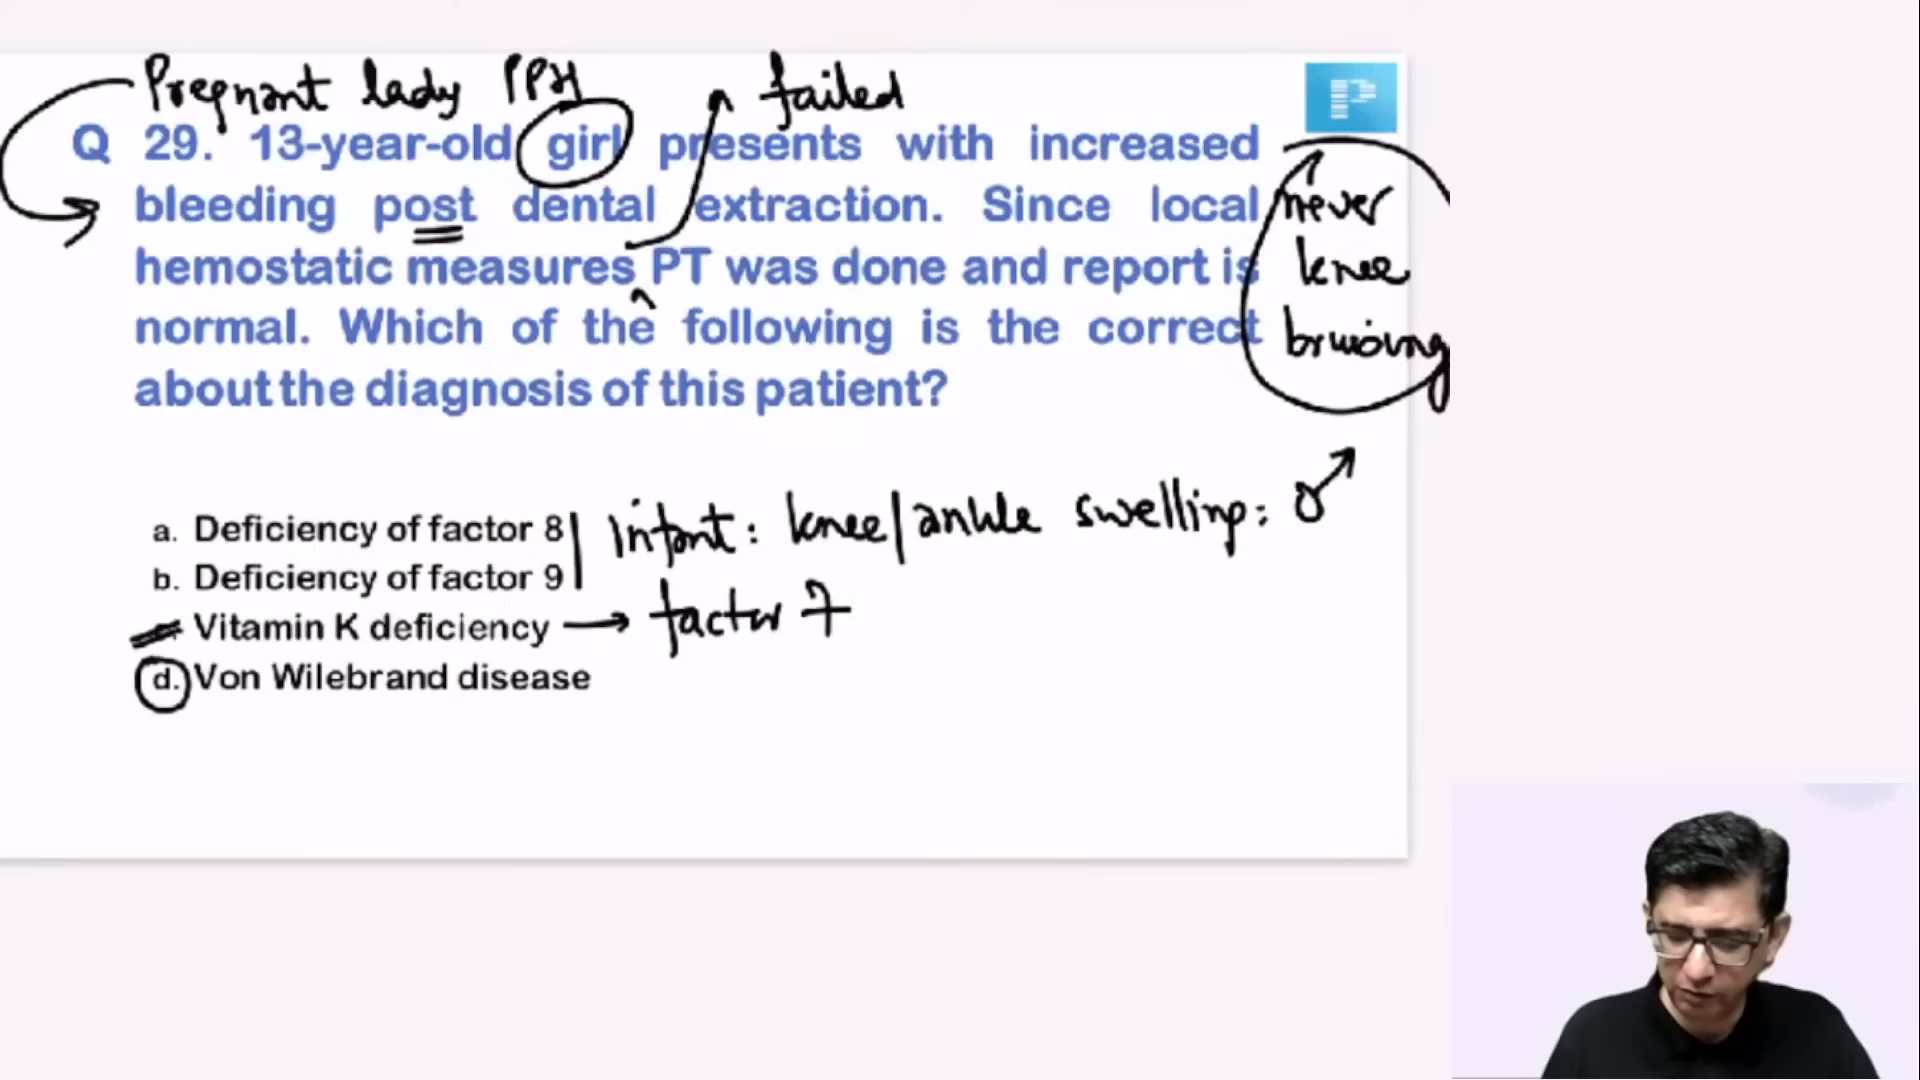 Pregnant lady PPH failed
Q 29. 13-year-old girl presents with increased
bleeding post dental extraction. Since local
hemostatic measures PT was done and report is
normal. Which of the following is the correct
about the diagnosis of this patient?
never
knee
bruising
a. Deficiency of factor 8
b. Deficiency of factor 9
Infant: knee/ankle swelling: ♂
Vitamin K deficiency → factor 7
d. Von Wilebrand disease